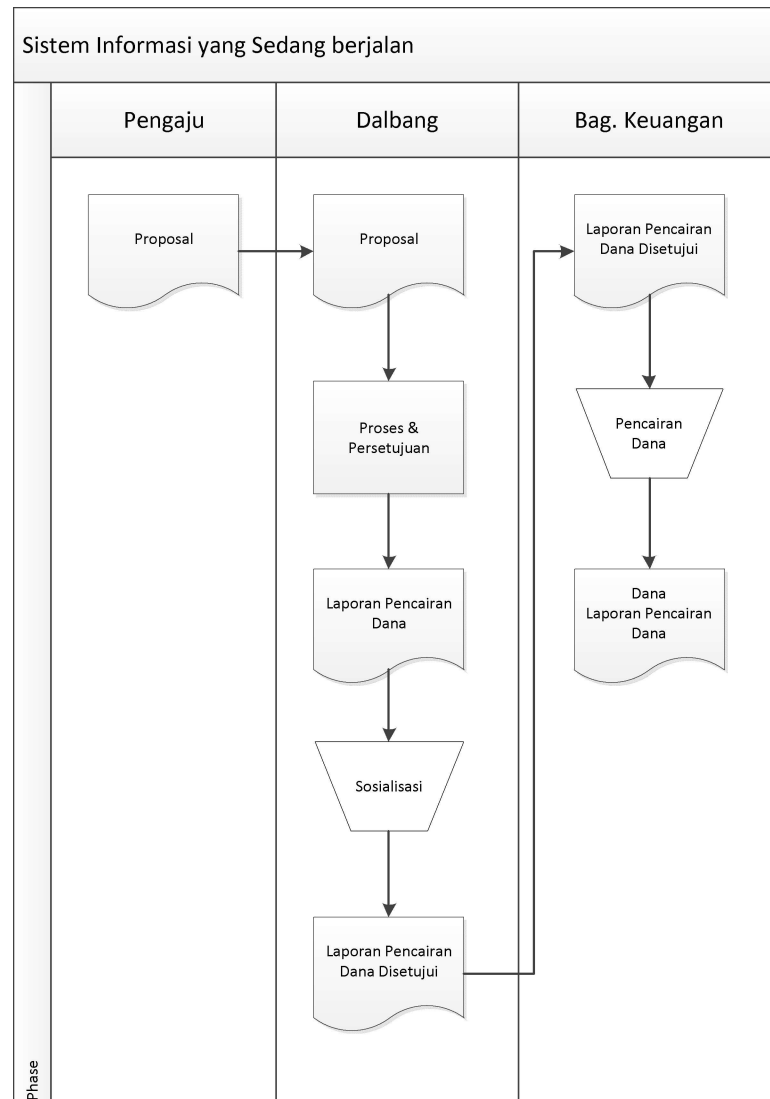 Sistem Informasi yang Sedang berjalan
Pengaju
Dalbang
Bag. Keuangan
Proposal
Proposal
Proses &
Persetujuan
Laporan Pencairan
Dana
Sosialisasi
Laporan Pencairan
Dana Disetujui
Laporan Pencairan
Dana Disetujui
Pencairan
Dana
Dana
Laporan Pencairan
Dana
Phase